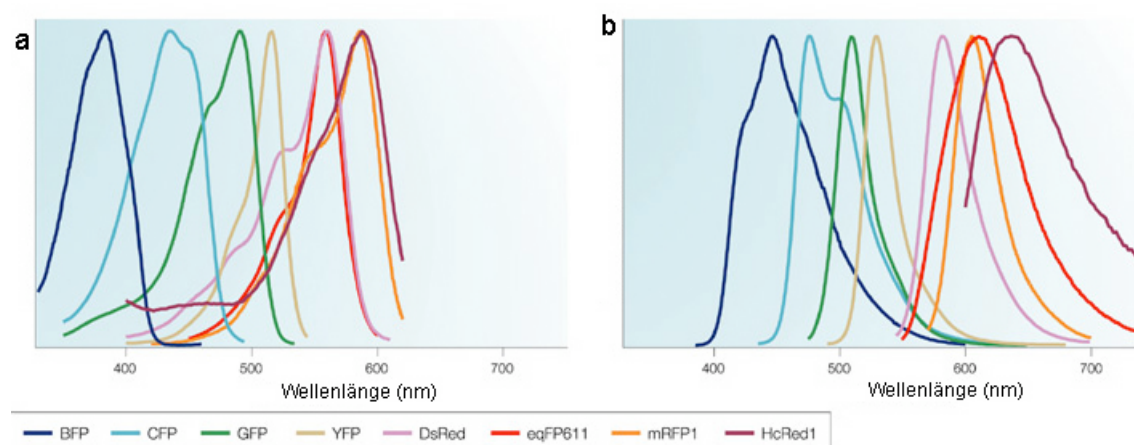 a
b
400 500 600 700
400 500 600 700
Wellenlänge (nm)
Wellenlänge (nm)
BFP CFP GFP YFP DsRed eqFP611 mRFP1 HcRed1